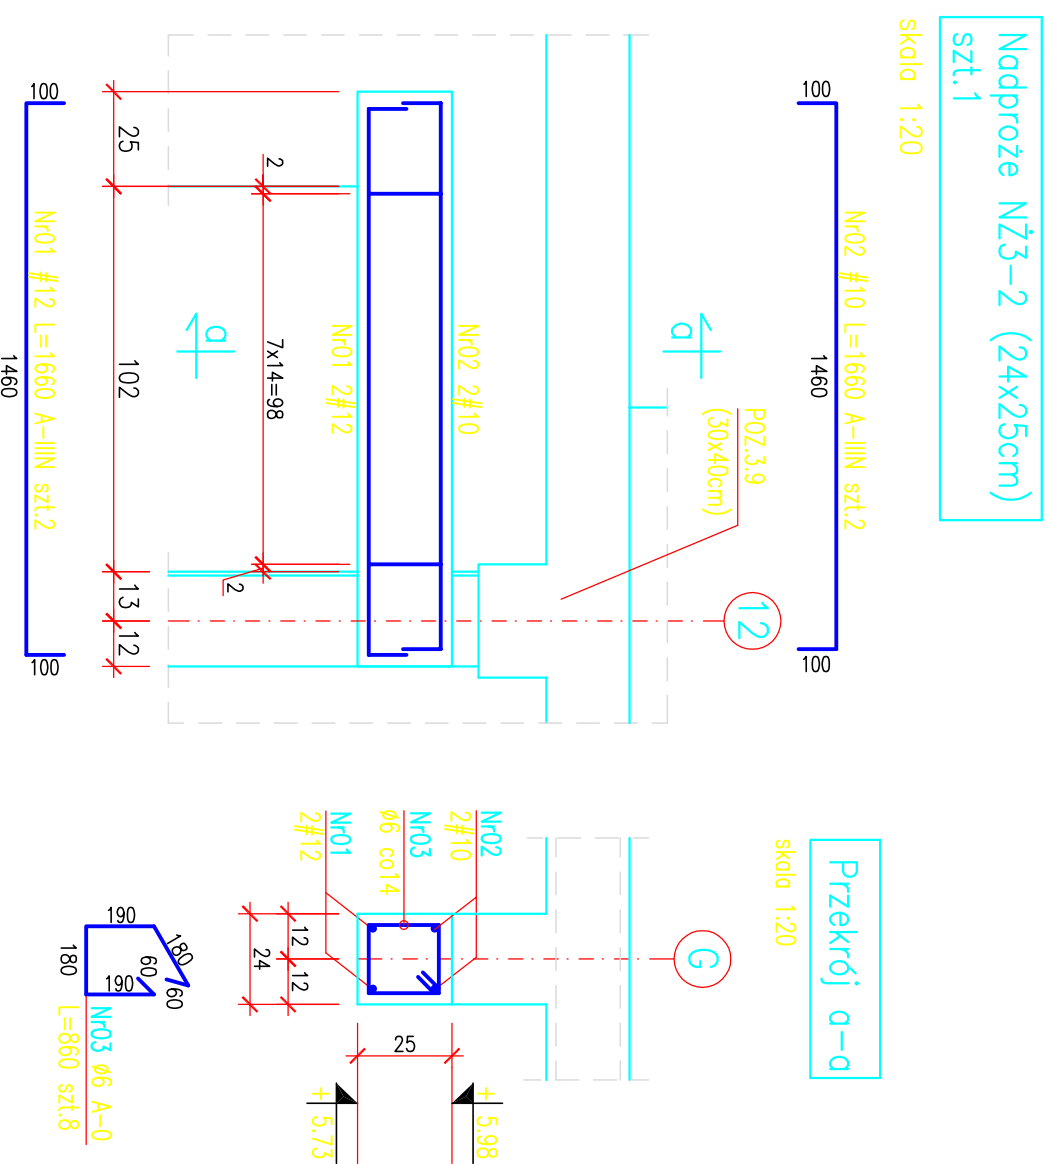 Nadproże NŻ3-2 (24x25cm)
szt.1
skala 1:20
100
1460
100
Nr02 #10 L=1660 A-IIIN szt.2
POZ.3.9
(30x40cm)
12
a
a
Nr02 2#10
Nr01 2#12
2
7x14=98
2
25
102
13
12
Nr01 #12 L=1660 A-IIIN szt.2
100
1460
100
Przekrój a-a
skala 1:20
G
Nr02
2#10
Nr03
ø6 co14
Nr01
2#12
12
12
24
25
+ 5.98
+ 5.73
190
180
60
60
190
180
Nr03 ø6 A-0
L=860 szt.8